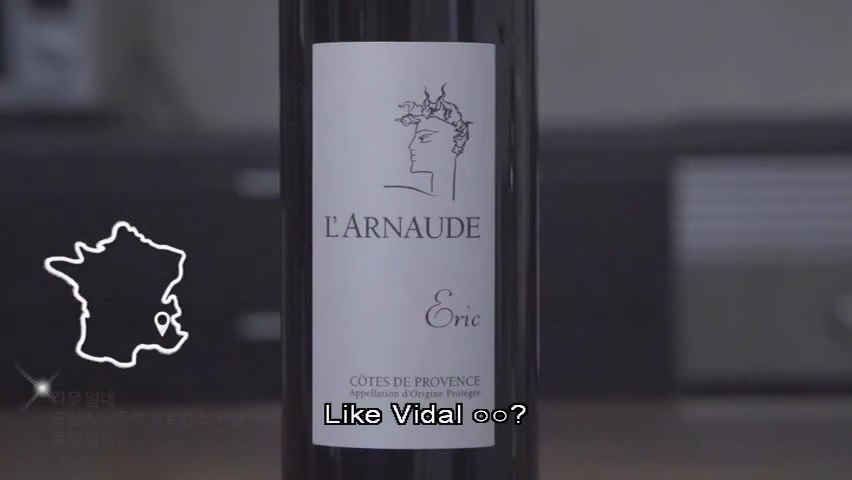 L'ARNAUDE
Eric
CÔTES DE PROVENCE
Appellation d'Origine Protégée
Like Vidal ○○?